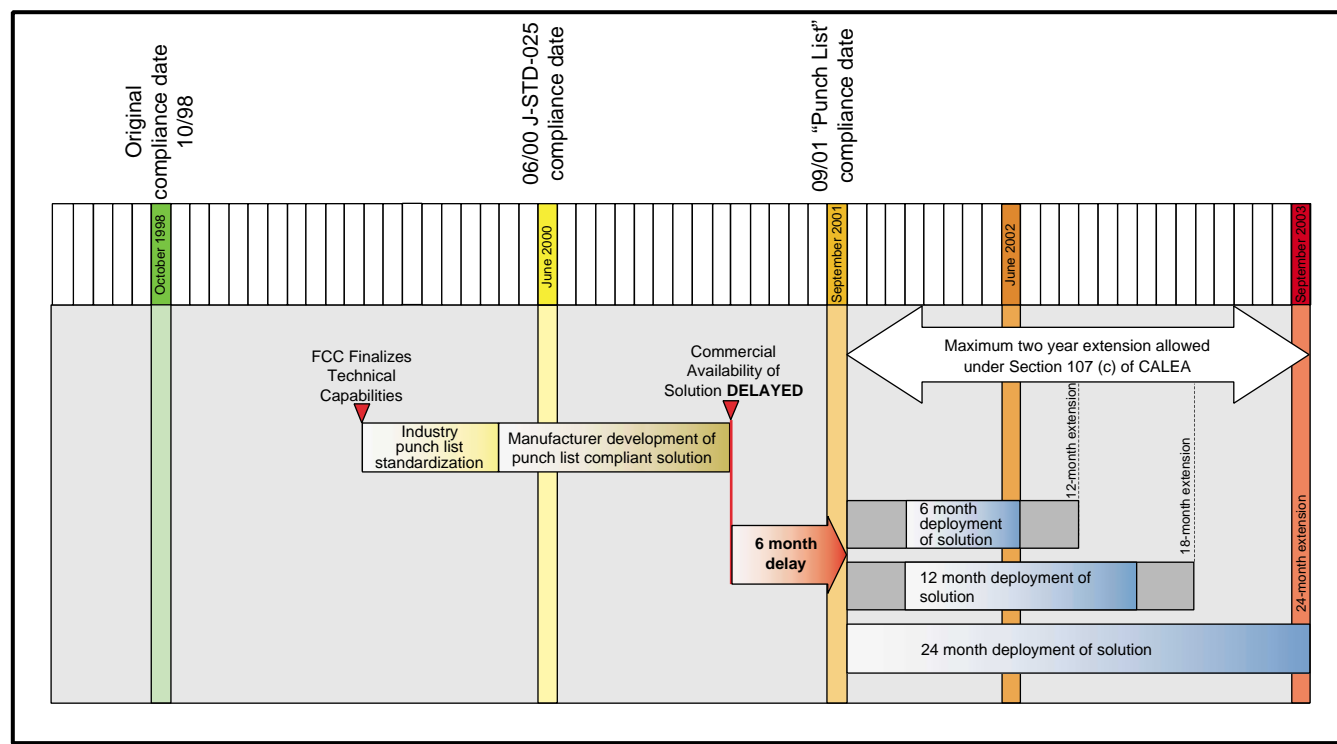 Original
compliance date
10/98
06/00 J-STD-025
compliance date
09/01 “Punch List”
compliance date
October 1998
June 2000
September 2001
June 2002
September 2003
Maximum two year extension allowed
under Section 107 (c) of CALEA
FCC Finalizes
Technical
Capabilities
Commercial
Availability of
Solution DELAYED
Industry
punch list
standardization
Manufacturer development of
punch list compliant solution
12-month extension
18-month extension
24-month extension
6 month
delay
6 month
deployment
of solution
12 month deployment of
solution
24 month deployment of solution